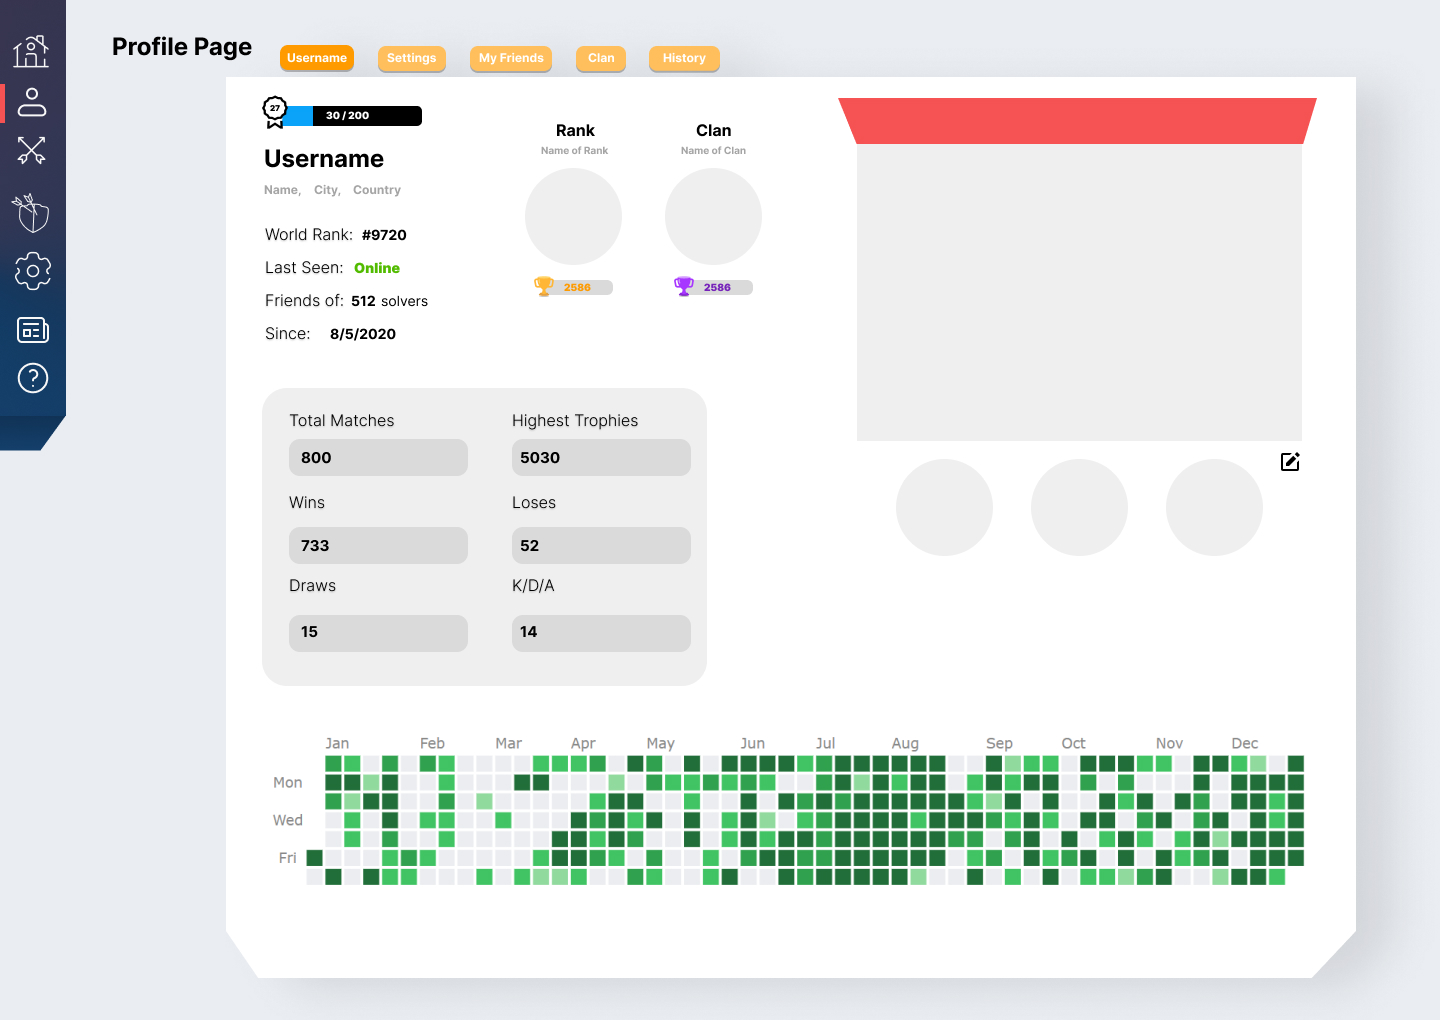 Profile Page
Username
Settings
My Friends
Clan
History
27
30 / 200
Username
Name, City, Country
World Rank: #9720
Last Seen: Online
Friends of: 512 solvers
Since: 8/5/2020
Rank
Name of Rank
2586
Clan
Name of Clan
2586
Total Matches
800
Highest Trophies
5030
Wins
733
Loses
52
Draws
15
K/D/A
14
Jan Feb Mar Apr May Jun Jul Aug Sep Oct Nov Dec
Mon
Wed
Fri